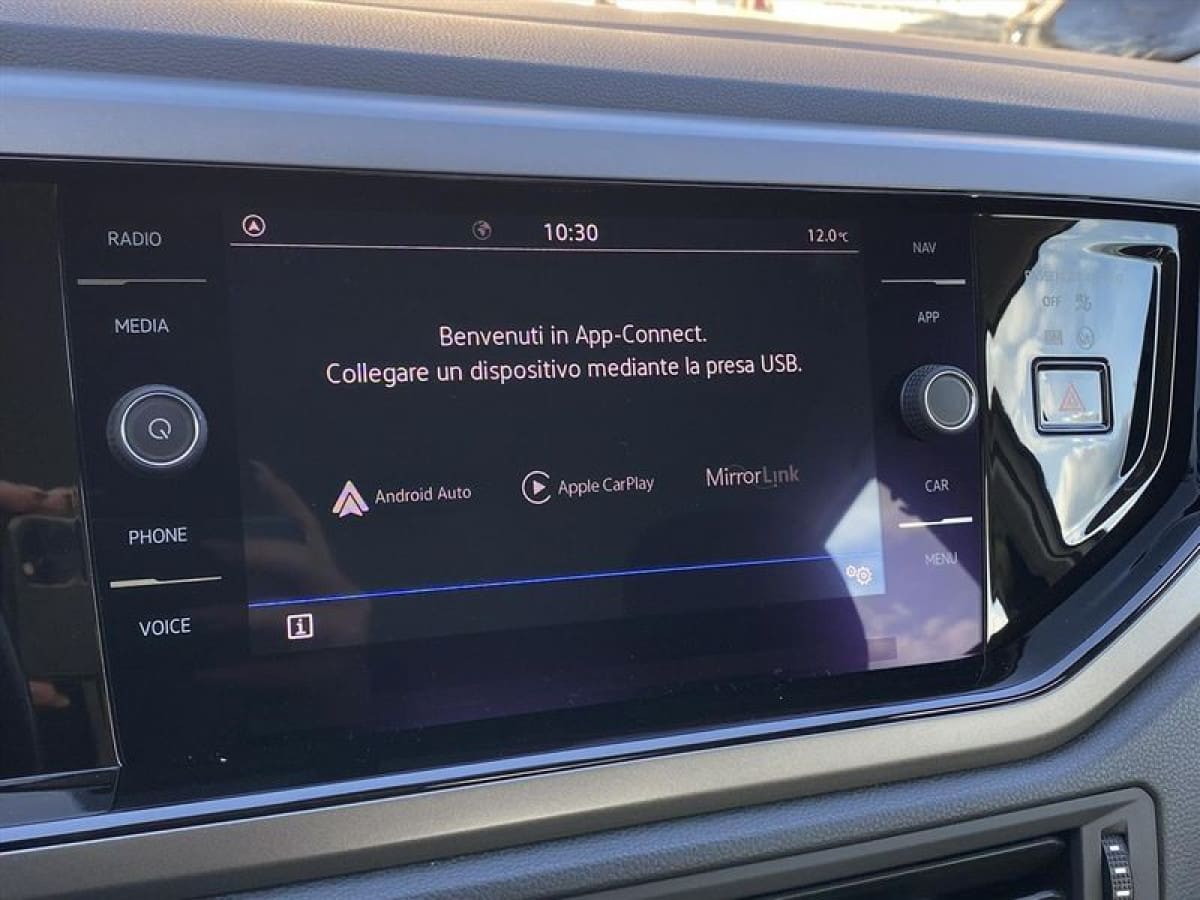 10:30
12.0°C
RADIO
MEDIA
PHONE
VOICE
Benvenuti in App-Connect.
Collegare un dispositivo mediante la presa USB.
Android Auto
Apple CarPlay
MirrorLink
i
NAV
APP
CAR
MENU
OFF